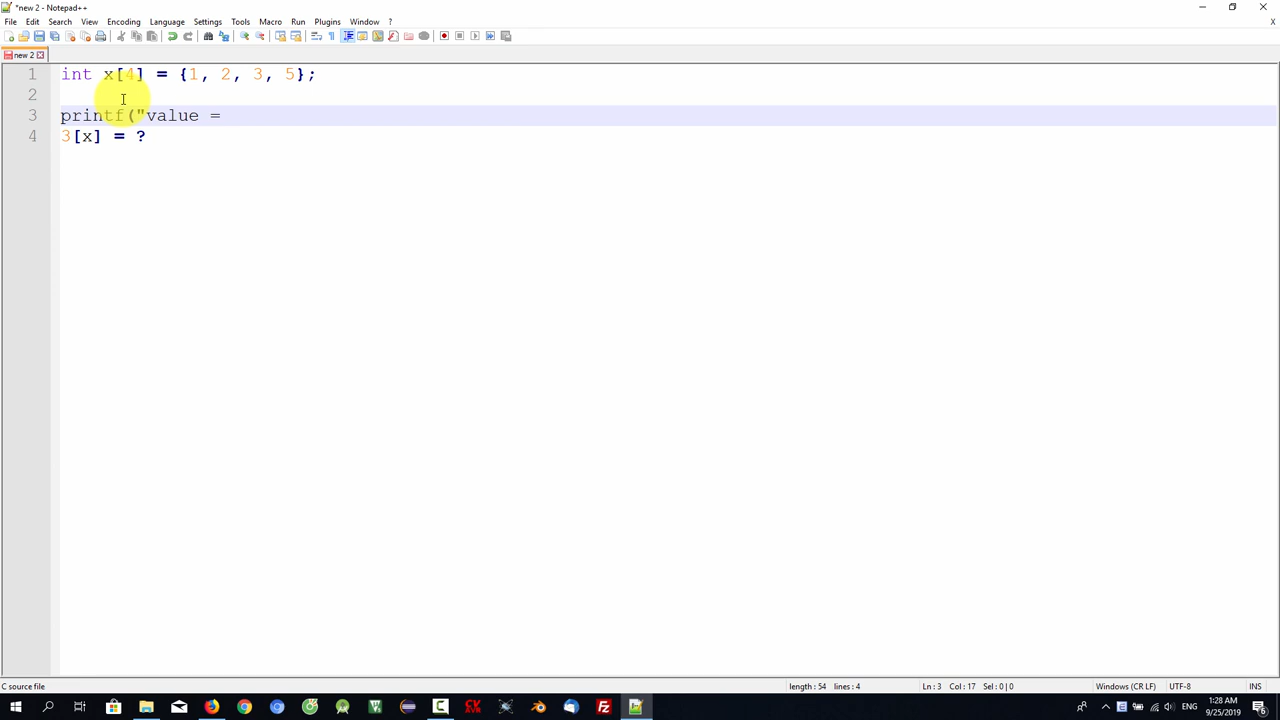 *new 2 - Notepad++
File Edit Search View Encoding Language Settings Tools Macro Run Plugins Window ?
X
new 2
1 int x[4] = {1, 2, 3, 5};
2
3 printf("value =
4 3[x] = ?
C source file length : 54 lines : 4 Ln : 3 Col : 17 Sel : 0 | 0 Windows (CR LF) UTF-8 INS
ENG 1:28 AM
9/25/2019